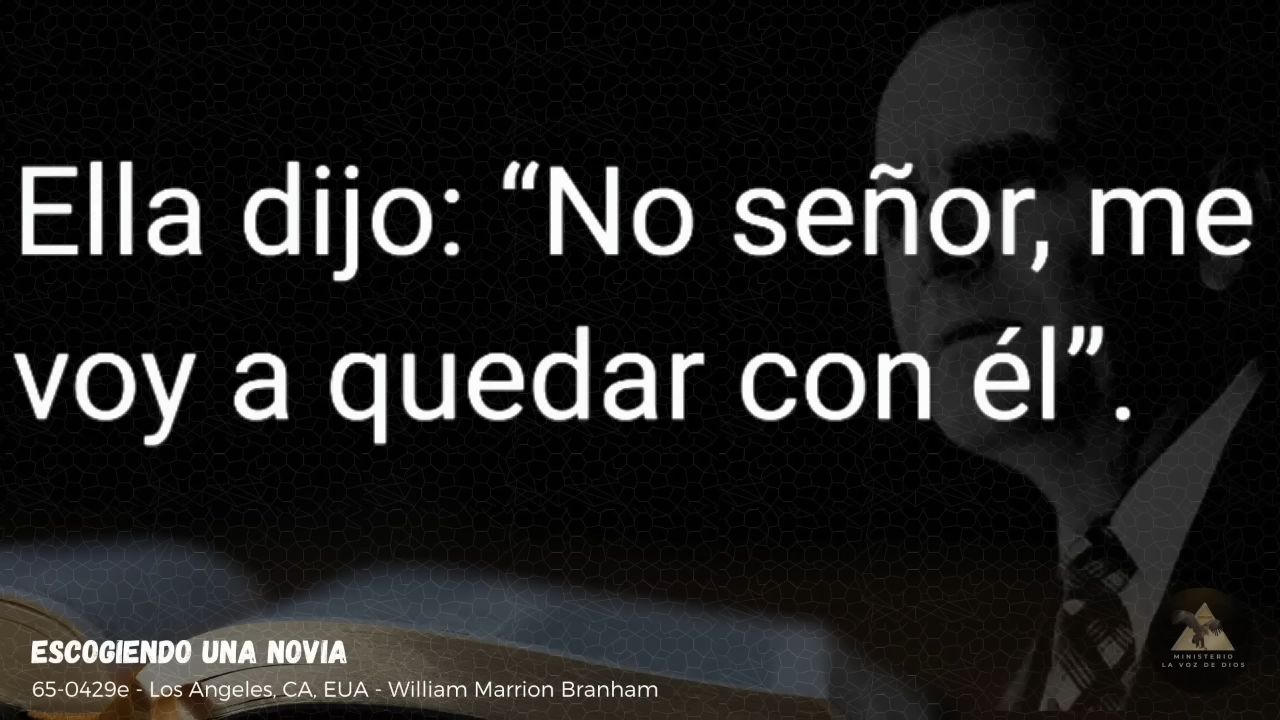 Ella dijo: “No señor, me
voy a quedar con él”.
ESCOGIENDO UNA NOVIA
65-0429e - Los Angeles, CA, EUA - William Marrion Branham
MINISTERIO
LA VOZ DE DIOS